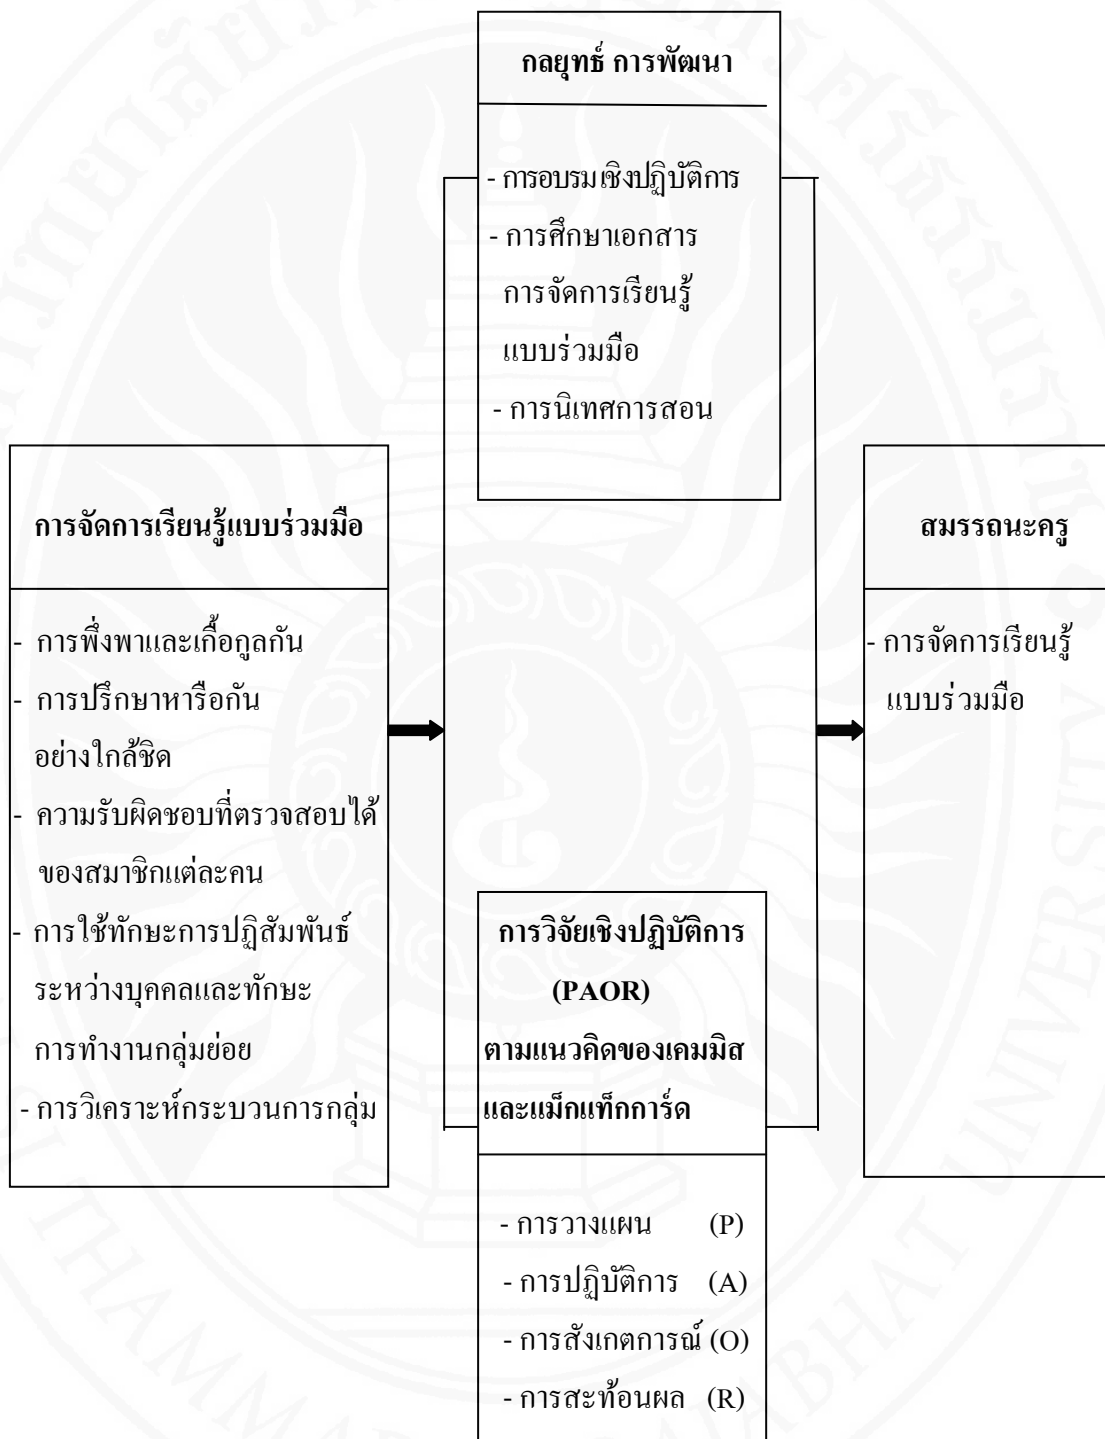 กลยุทธ์ การพัฒนา
- การอบรมเชิงปฏิบัติการ
- การศึกษาเอกสาร
การจัดการเรียนรู้
แบบร่วมมือ
- การนิเทศการสอน
การจัดการเรียนรู้แบบร่วมมือ
- การพึ่งพาและเกื้อกูลกัน
- การปรึกษาหารือกัน
อย่างใกล้ชิด
- ความรับผิดชอบที่ตรวจสอบได้
ของสมาชิกแต่ละคน
- การใช้ทักษะการปฏิสัมพันธ์
ระหว่างบุคคลและทักษะ
การทำงานกลุ่มย่อย
- การวิเคราะห์กระบวนการกลุ่ม
การวิจัยเชิงปฏิบัติการ
(PAOR)
ตามแนวคิดของเคมมิส
และแม็กแท็กการ์ด
- การวางแผน (P)
- การปฏิบัติการ (A)
- การสังเกตการณ์ (O)
- การสะท้อนผล (R)
สมรรถนะครู
- การจัดการเรียนรู้
แบบร่วมมือ